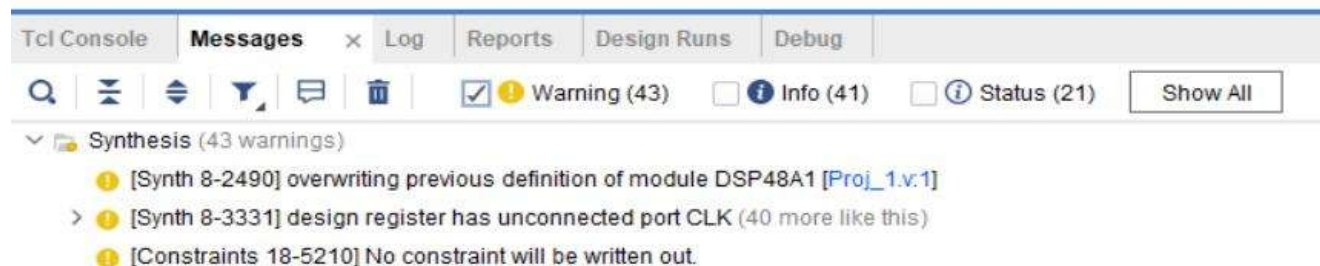 Tcl Console Messages × Log Reports Design Runs Debug
Warning (43) Info (41) Status (21) Show All
Synthesis (43 warnings)
[Synth 8-2490] overwriting previous definition of module DSP48A1 [Proj_1.v:1]
[Synth 8-3331] design register has unconnected port CLK (40 more like this)
[Constraints 18-5210] No constraint will be written out.